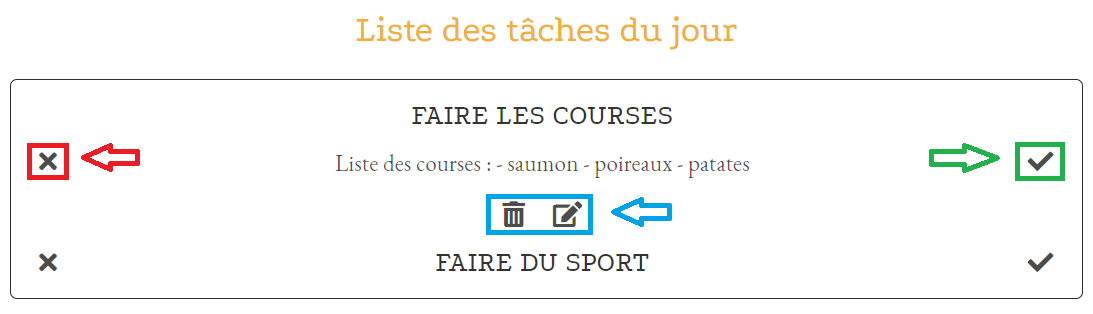 Liste des tâches du jour
FAIRE LES COURSES
Liste des courses : - saumon - poireaux - patates
FAIRE DU SPORT